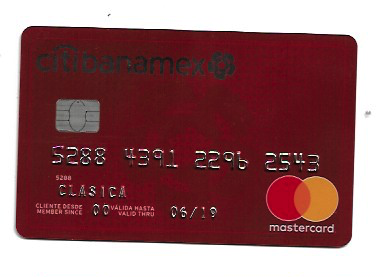 citibanamex
5288 4391 2296 2543
5288
CLASICA
CLIENTE DESDE
MEMBER SINCE 00 VÁLIDA HASTA
VALID THRU 06/19
mastercard